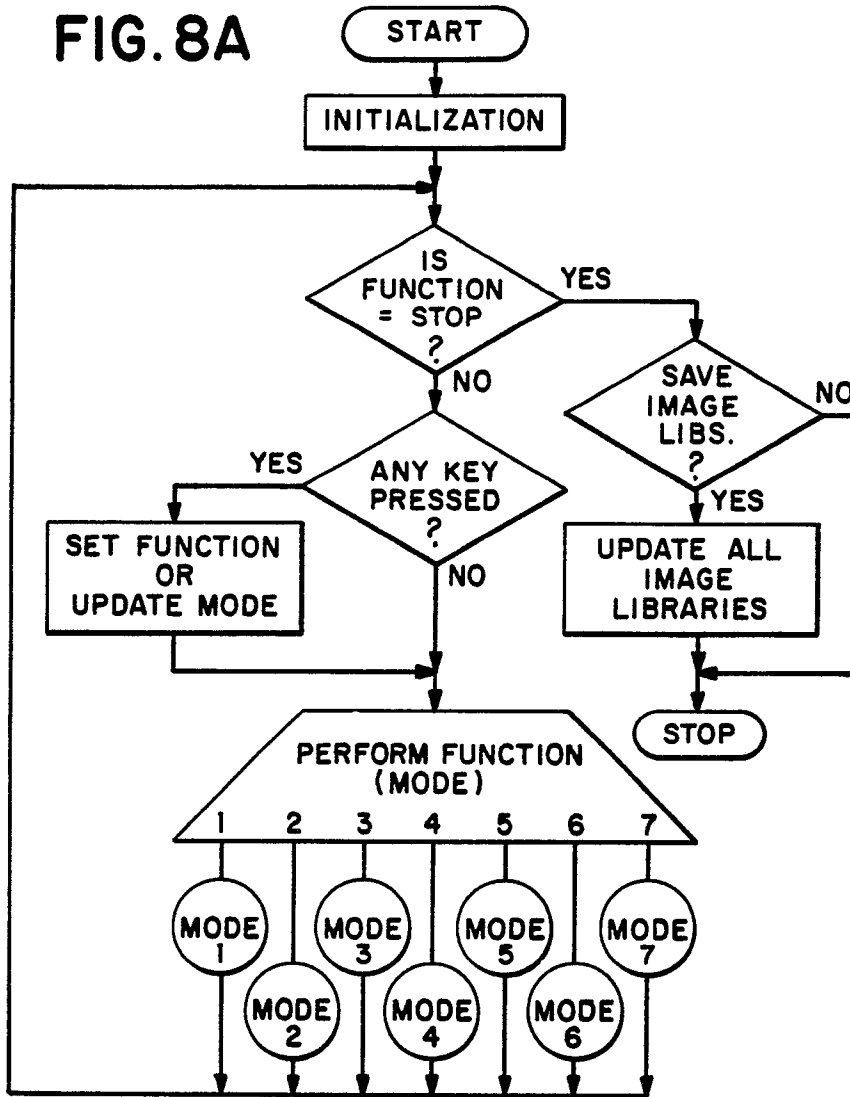 FIG. 8A
START
INITIALIZATION
IS
FUNCTION
= STOP
?
YES
NO
SAVE
IMAGE
LIBS.
?
NO
YES
ANY KEY
PRESSED
?
YES
NO
SET FUNCTION
OR
UPDATE MODE
UPDATE ALL
IMAGE
LIBRARIES
STOP
PERFORM FUNCTION
(MODE)
1 2 3 4 5 6 7
MODE
1
MODE
2
MODE
3
MODE
4
MODE
5
MODE
6
MODE
7